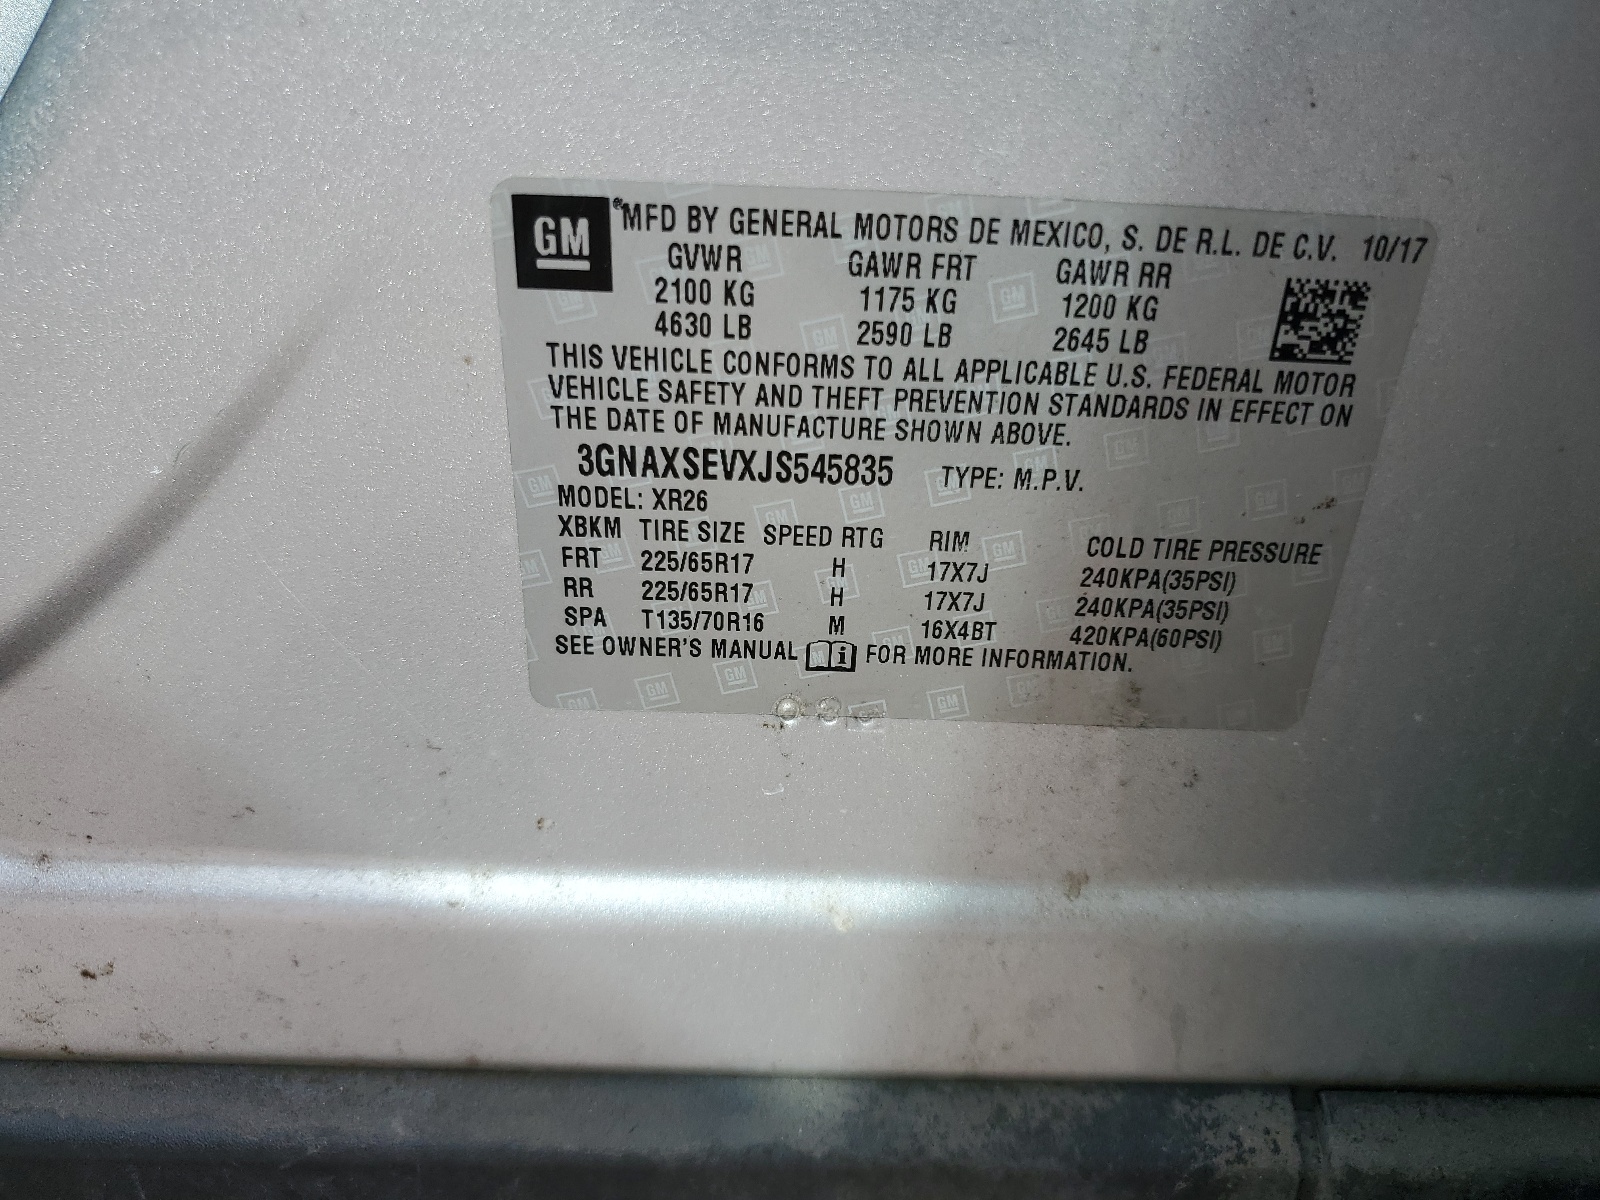 GM ® MFD BY GENERAL MOTORS DE MEXICO, S. DE R.L. DE C.V. 10/17
GVWR GAWR FRT GAWR RR
2100 KG 1175 KG 1200 KG
4630 LB 2590 LB 2645 LB
THIS VEHICLE CONFORMS TO ALL APPLICABLE U.S. FEDERAL MOTOR
VEHICLE SAFETY AND THEFT PREVENTION STANDARDS IN EFFECT ON
THE DATE OF MANUFACTURE SHOWN ABOVE.
3GNAXSEVXJS545835 TYPE: M.P.V.
MODEL: XR26
XBKM TIRE SIZE SPEED RTG RIM COLD TIRE PRESSURE
FRT 225/65R17 H 17X7J 240KPA(35PSI)
RR 225/65R17 H 17X7J 240KPA(35PSI)
SPA T135/70R16 M 16X4BT 420KPA(60PSI)
SEE OWNER'S MANUAL i FOR MORE INFORMATION.